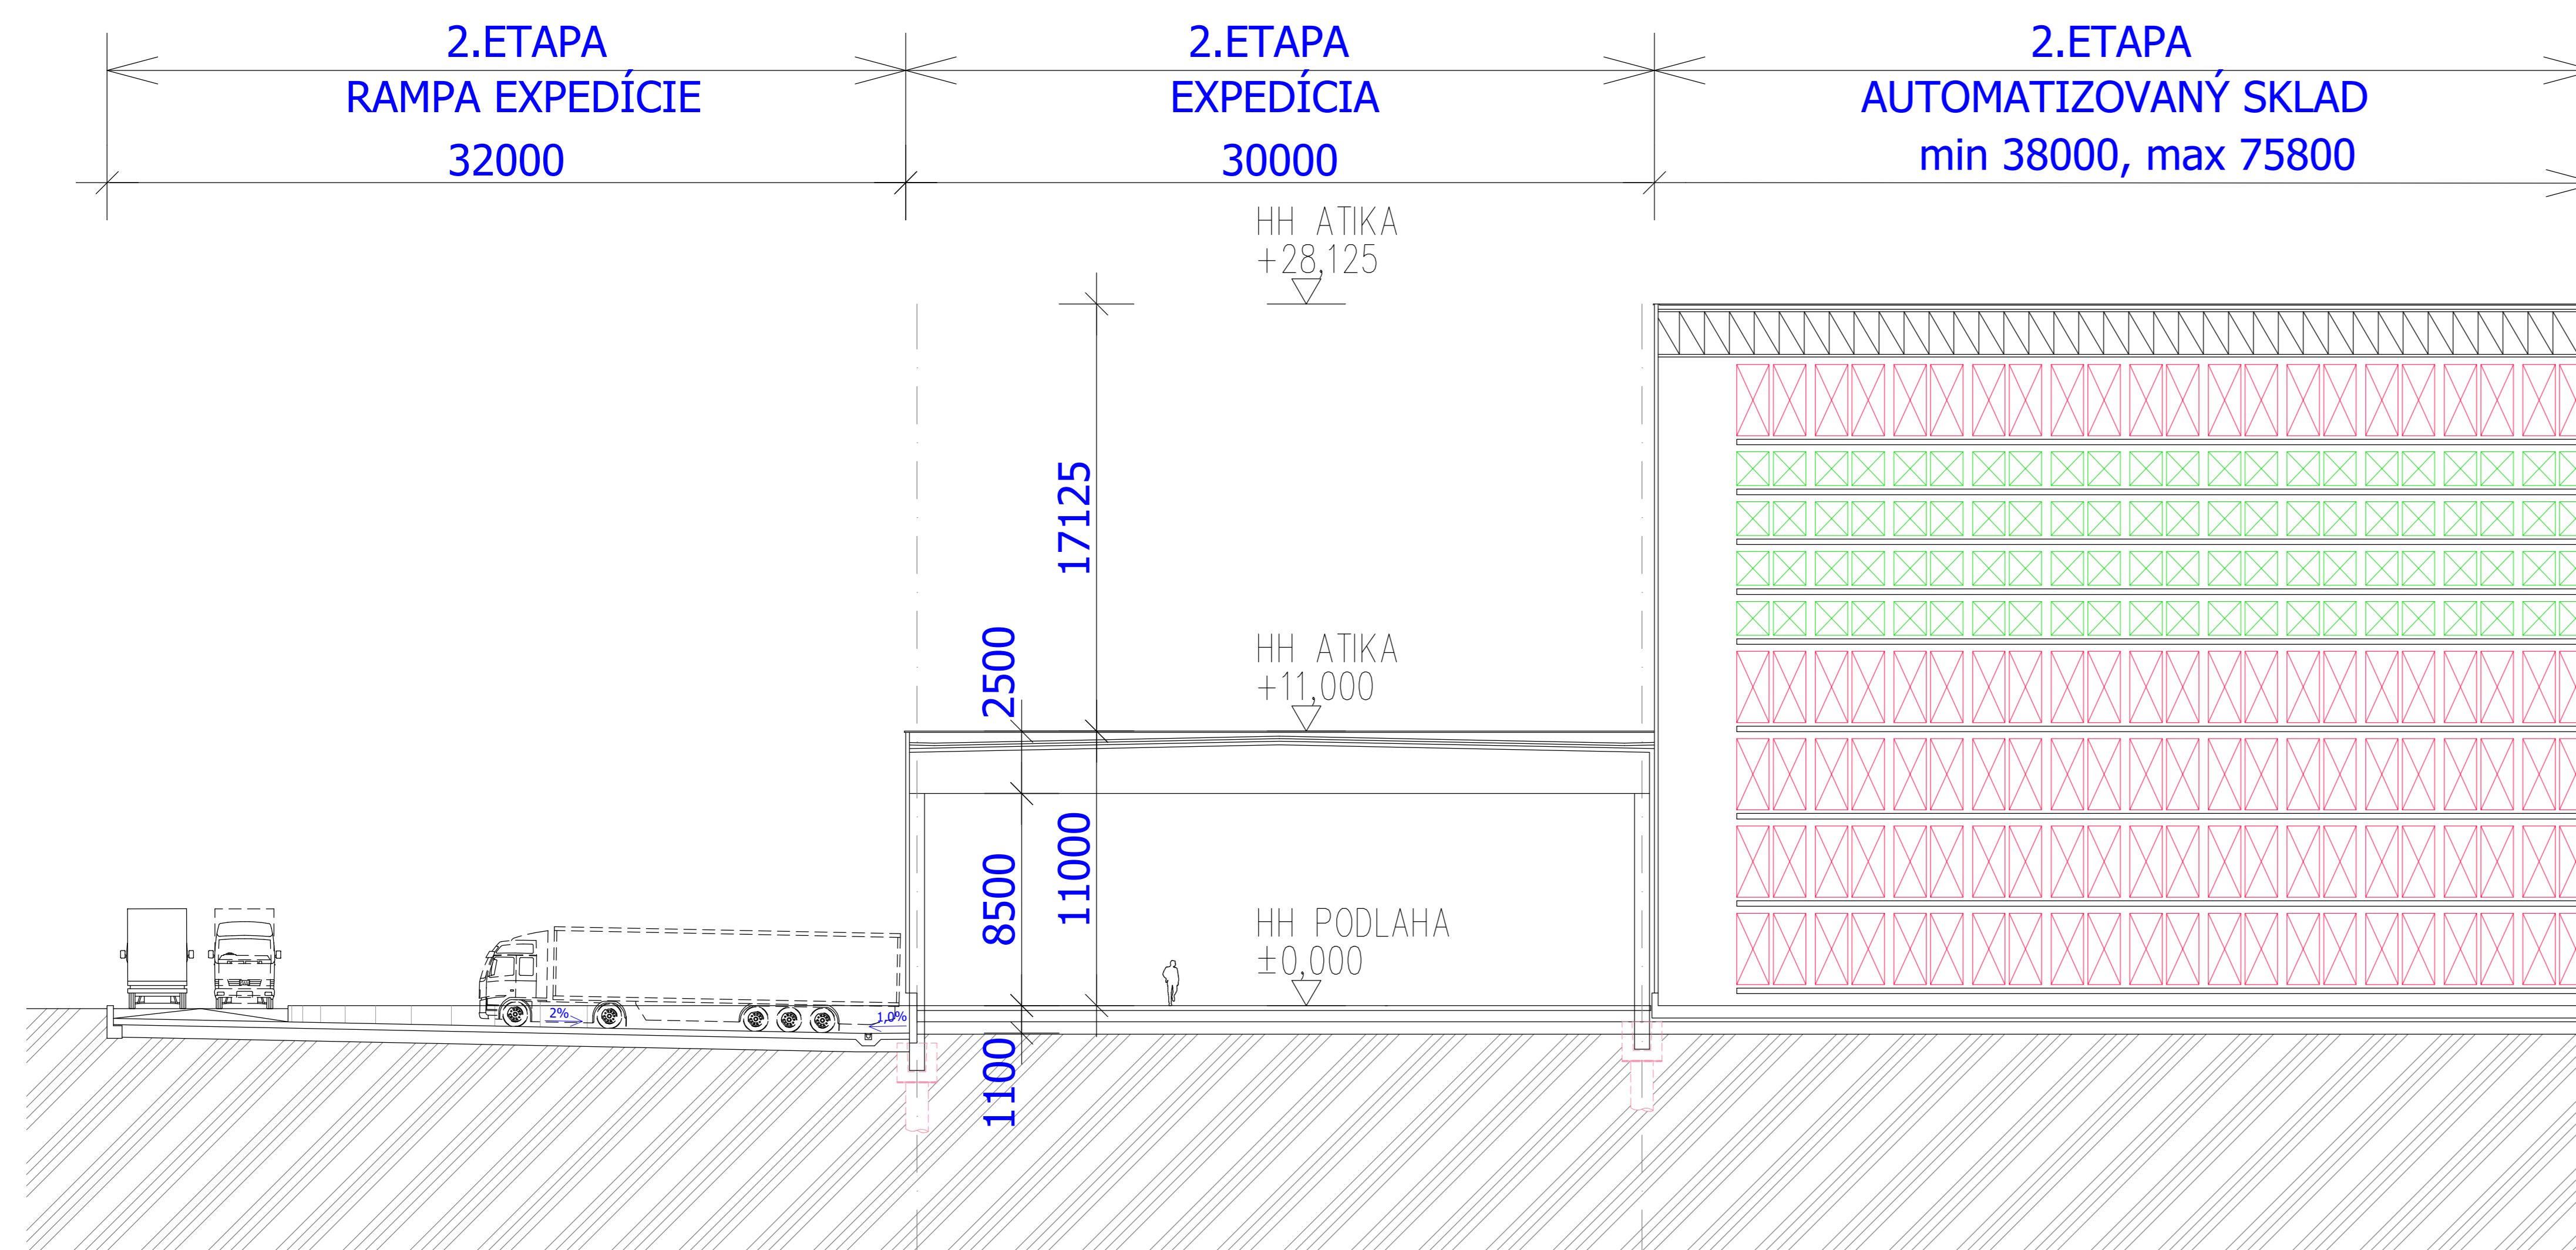 2.ETAPA
RAMPA EXPEDÍCIE
32000
2.ETAPA
EXPEDÍCIA
30000
2.ETAPA
AUTOMATIZOVANÝ SKLAD
min 38000, max 75800
HH ATIKA
+28,125
17125
2500
HH ATIKA
+11,000
8500
11000
HH PODLAHA
±0,000
2%
1,0%
1100